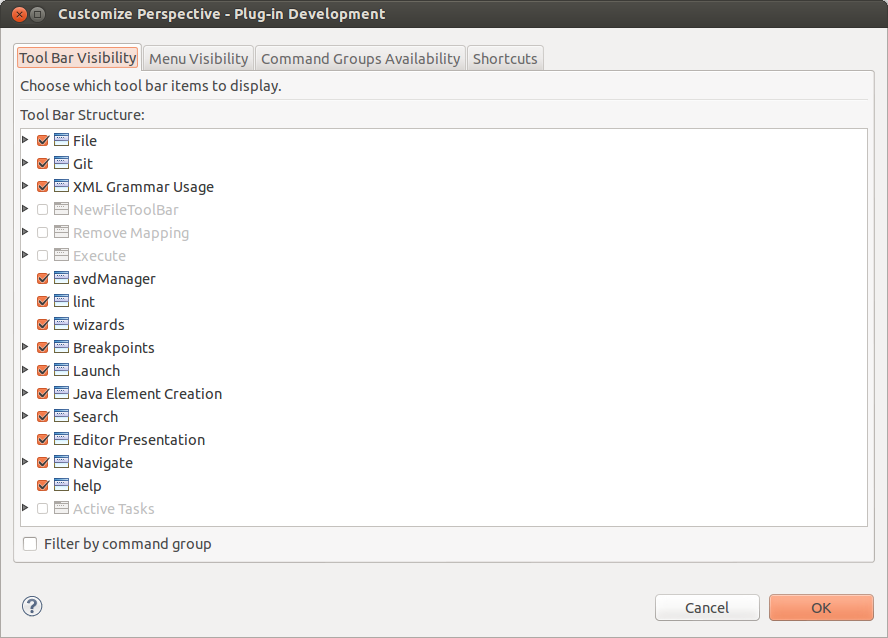 Customize Perspective - Plug-in Development
Tool Bar Visibility Menu Visibility Command Groups Availability Shortcuts
Choose which tool bar items to display.
Tool Bar Structure:
File
Git
XML Grammar Usage
NewFileToolBar
Remove Mapping
Execute
avdManager
lint
wizards
Breakpoints
Launch
Java Element Creation
Search
Editor Presentation
Navigate
help
Active Tasks
Filter by command group
? Cancel OK